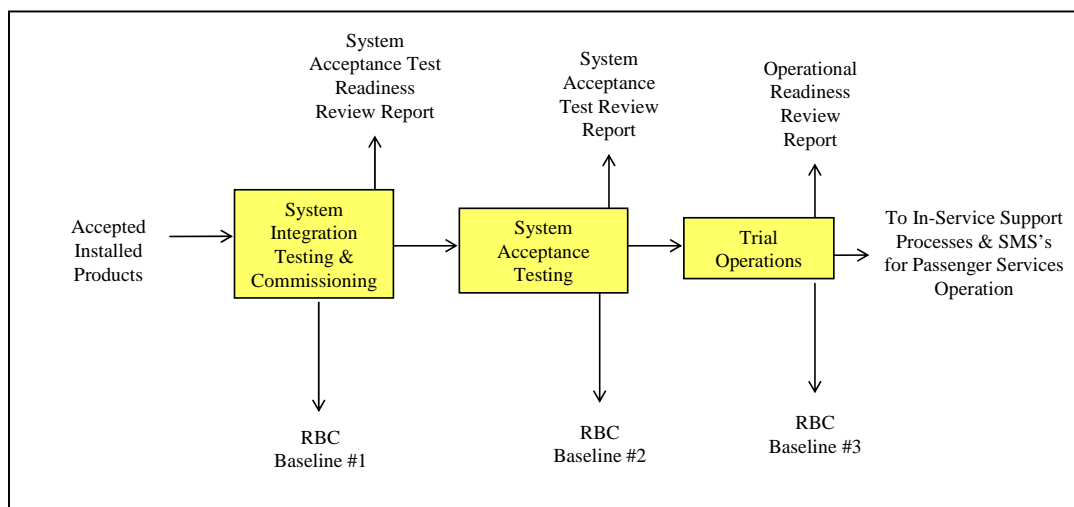 System
Acceptance Test
Readiness
Review Report
System
Acceptance
Test Review
Report
Operational
Readiness
Review
Report
Accepted
Installed
Products
System
Integration
Testing &
Commissioning
System
Acceptance
Testing
Trial
Operations
To In-Service Support
Processes & SMS’s
for Passenger Services
Operation
RBC
Baseline #1
RBC
Baseline #2
RBC
Baseline #3